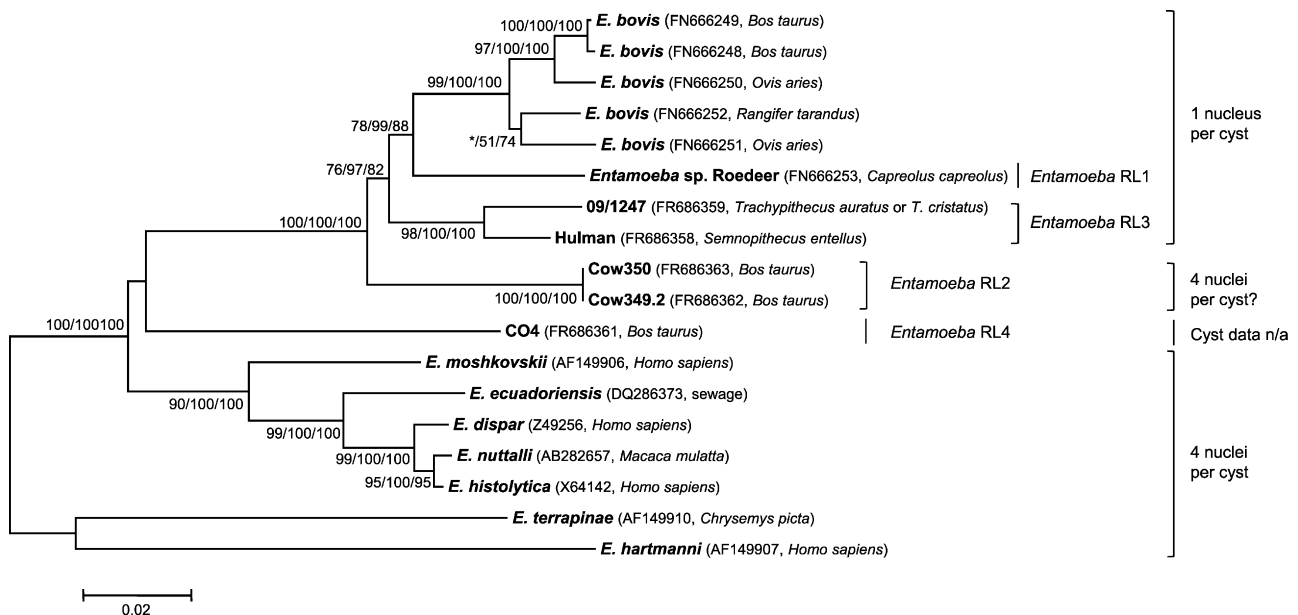 100/100/100
E. bovis (FN666249, Bos taurus)
97/100/100
E. bovis (FN666248, Bos taurus)
99/100/100
E. bovis (FN666250, Ovis aries)
E. bovis (FN666252, Rangifer tarandus)
1 nucleus
per cyst
78/99/88
*/51/74
E. bovis (FN666251, Ovis aries)
76/97/82
Entamoeba sp. Roedeer (FN666253, Capreolus capreolus)
Entamoeba RL1
09/1247 (FR686359, Trachypithecus auratus or T. cristatus)
Entamoeba RL3
100/100/100
98/100/100
Hulman (FR686358, Semnopithecus entellus)
Cow350 (FR686363, Bos taurus)
Entamoeba RL2
4 nuclei
per cyst?
100/100/100
Cow349.2 (FR686362, Bos taurus)
100/100100
CO4 (FR686361, Bos taurus)
Entamoeba RL4
Cyst data n/a
E. moshkovskii (AF149906, Homo sapiens)
90/100/100
E. ecuadoriensis (DQ286373, sewage)
99/100/100
E. dispar (Z49256, Homo sapiens)
99/100/100
E. nuttalli (AB282657, Macaca mulatta)
4 nuclei
per cyst
95/100/95
E. histolytica (X64142, Homo sapiens)
E. terrapinae (AF149910, Chrysemys picta)
E. hartmanni (AF149907, Homo sapiens)
0.02